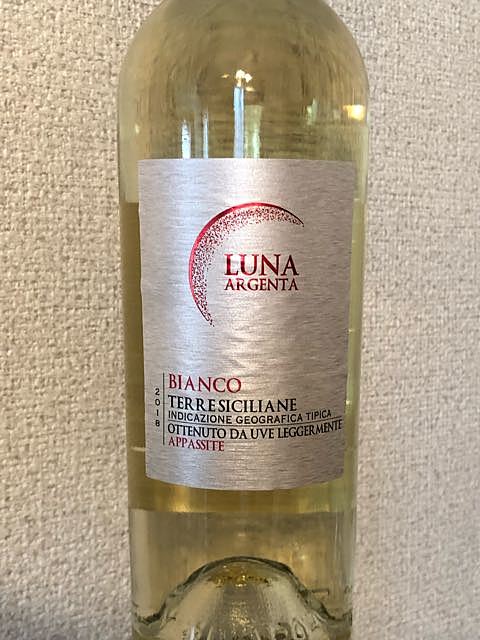 LUNA
ARGENTA
BIANCO
2018
TERRE SICILIANE
INDICAZIONE GEOGRAFICA TIPICA
OTTENUTO DA UVE LEGGERMENTE
APPASSITE